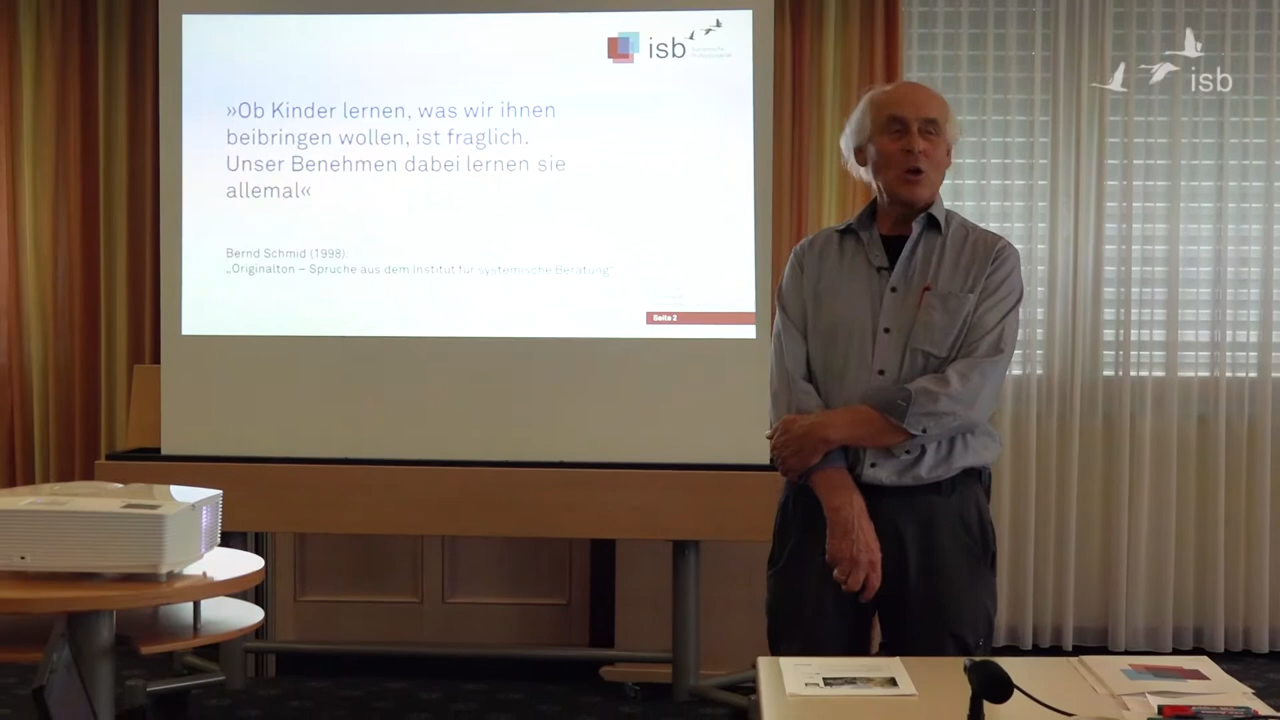 isb
»Ob Kinder lernen, was wir ihnen
beibringen wollen, ist fraglich.
Unser Benehmen dabei lernen sie
allemal«
Bernd Schmid (1998):
„Originalton – Sprüche aus dem Institut für systemische Beratung"
Seite 2
isb